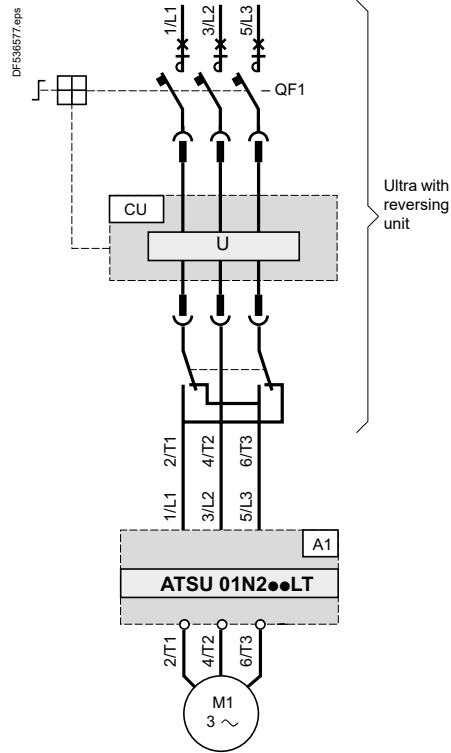 DF536577.eps
1/L1
3/L2
5/L3
QF1
CU
U
Ultra with
reversing
unit
2/T1
4/T2
6/T3
1/L1
3/L2
5/L3
A1
ATSU 01N2●●LT
2/T1
4/T2
6/T3
M1
3 ~